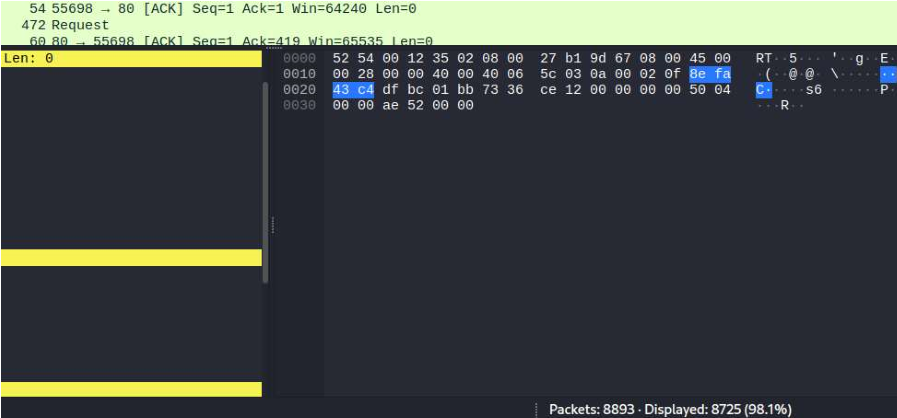 54 55698 → 80 [ACK] Seq=1 Ack=1 Win=64240 Len=0
472 Request
60 80 → 55698 [ACK] Seq=1 Ack=419 Win=65535 Len=0
Len: 0
0000 52 54 00 12 35 02 08 00 27 b1 9d 67 08 00 45 00 RT··5···'··g··E·
0010 00 28 00 00 40 00 40 06 5c 03 0a 00 02 0f 8e fa ·(··@·@·\·······
0020 43 c4 df bc 01 bb 73 36 ce 12 00 00 00 00 50 04 C·····s6······P·
0030 00 00 ae 52 00 00 ···R··
Packets: 8893 · Displayed: 8725 (98.1%)